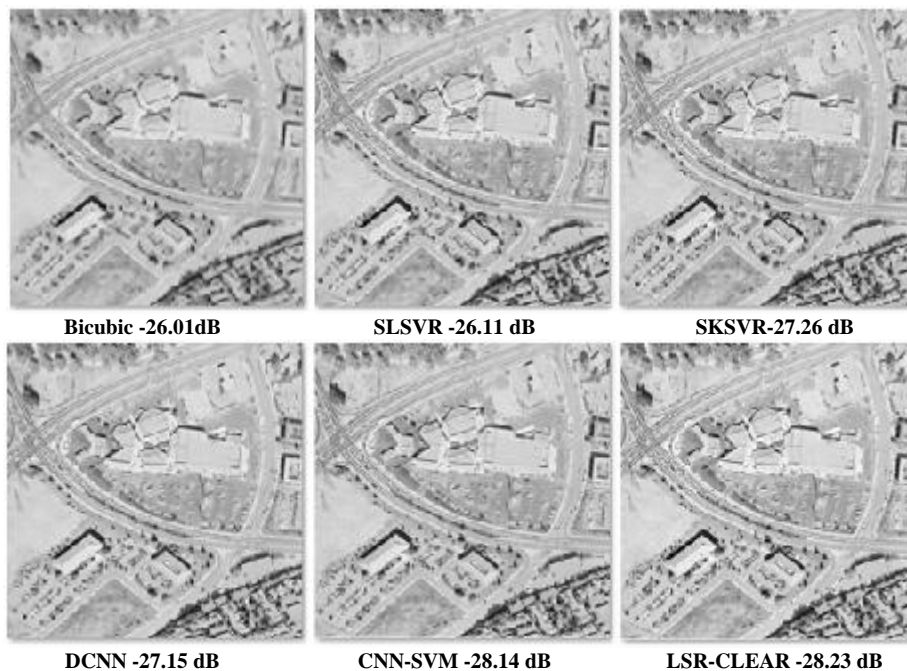 Bicubic -26.01dB
SLSVR -26.11 dB
SKSVR-27.26 dB
DCNN -27.15 dB
CNN-SVM -28.14 dB
LSR-CLEAR -28.23 dB